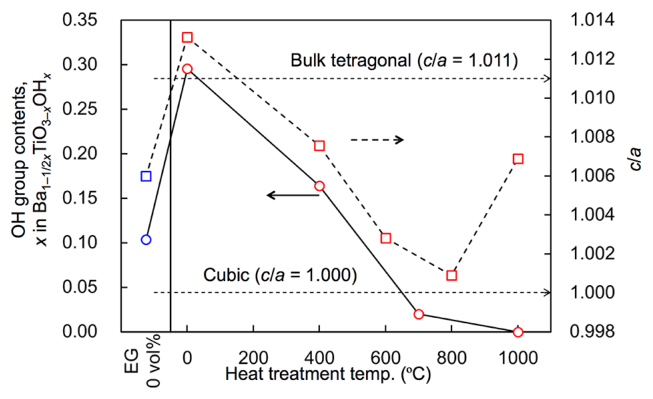 OH group contents,
x in Ba1–1/2xTiO3–xOHx
0.35
0.30
0.25
0.20
0.15
0.10
0.05
0.00
Bulk tetragonal (c/a = 1.011)
Cubic (c/a = 1.000)
1.014
1.012
1.010
1.008
1.006
1.004
1.002
1.000
0.998
c/a
EG
0 vol%
0 200 400 600 800 1000
Heat treatment temp. (ºC)